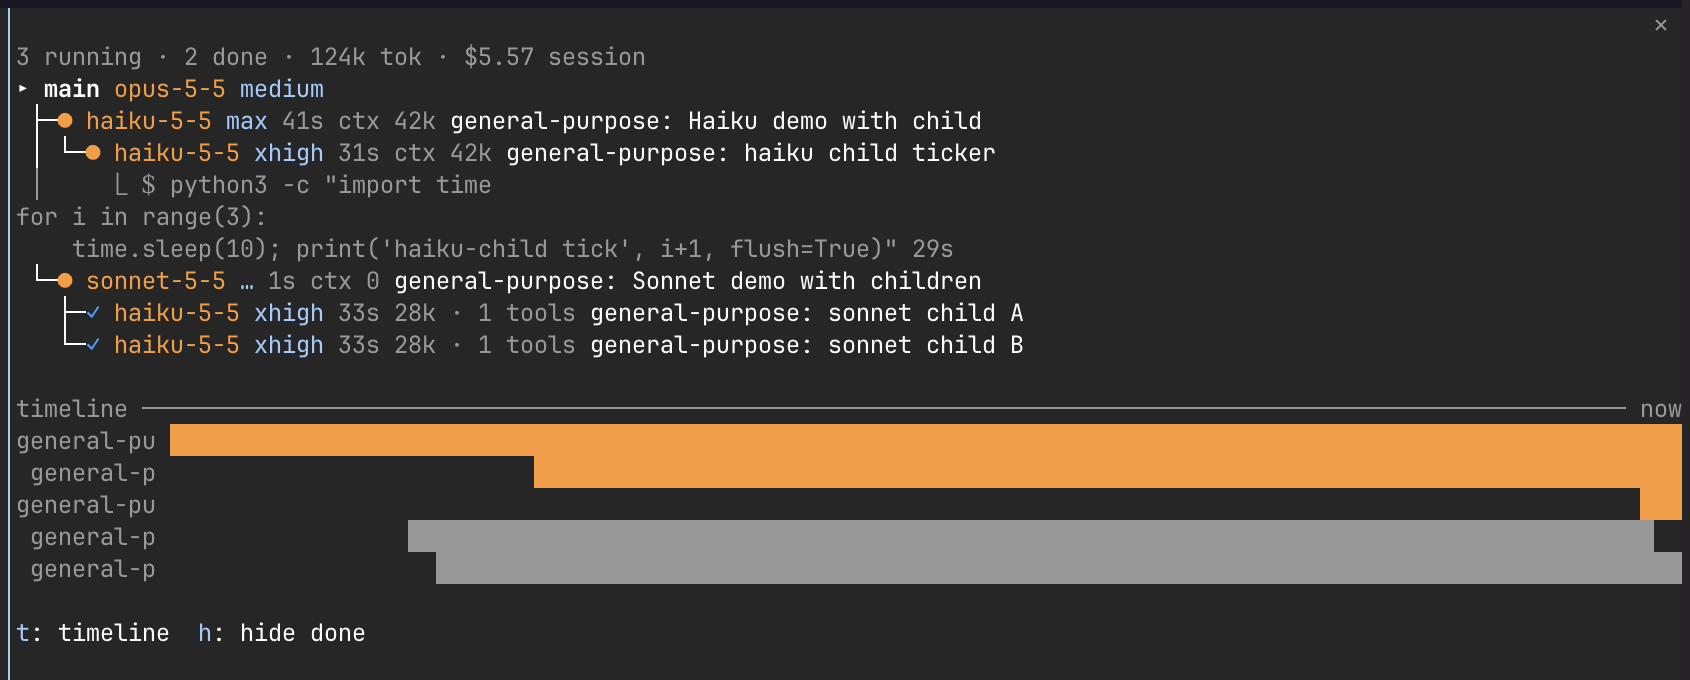 ×
3 running · 2 done · 124k tok · $5.57 session
▸ main opus-5-5 medium
├─● haiku-5-5 max 41s ctx 42k general-purpose: Haiku demo with child
│ └─● haiku-5-5 xhigh 31s ctx 42k general-purpose: haiku child ticker
│     ⎿ $ python3 -c "import time
for i in range(3):
    time.sleep(10); print('haiku-child tick', i+1, flush=True)" 29s
└─● sonnet-5-5 … 1s ctx 0 general-purpose: Sonnet demo with children
  ├─✓ haiku-5-5 xhigh 33s 28k · 1 tools general-purpose: sonnet child A
  └─✓ haiku-5-5 xhigh 33s 28k · 1 tools general-purpose: sonnet child B
timeline ─ now
general-pu
 general-p
general-pu
 general-p
 general-p
t: timeline  h: hide done